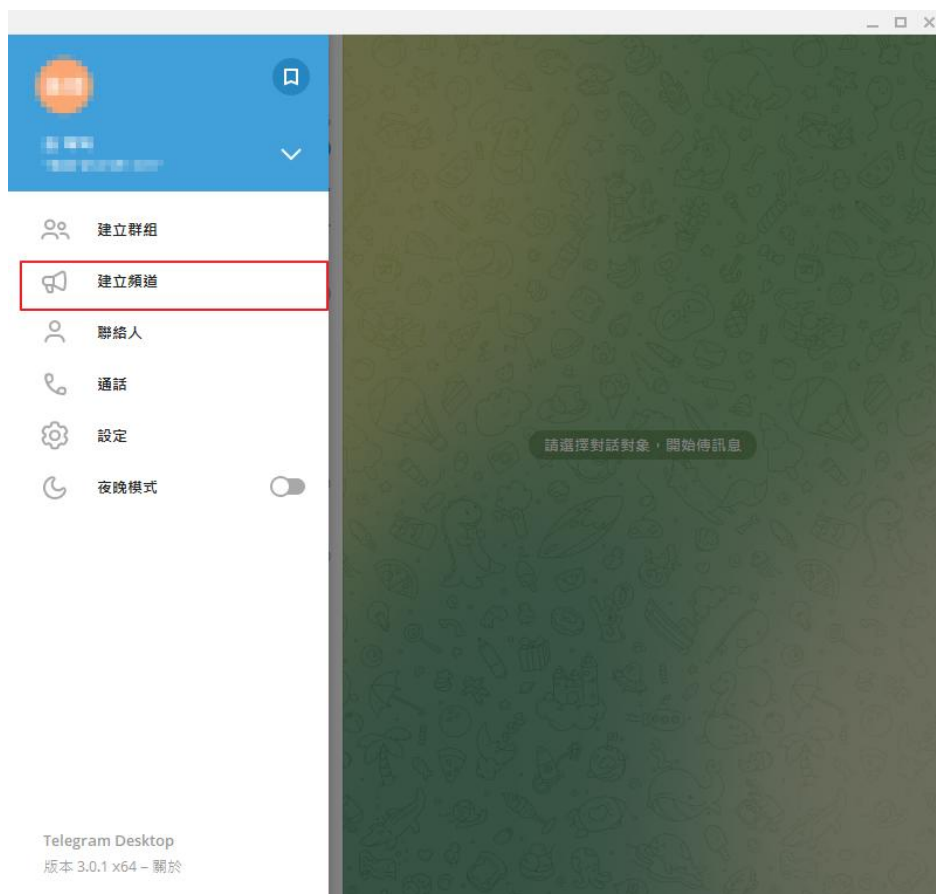 建立群組
建立頻道
聯絡人
通話
設定
夜晚模式
請選擇對話對象，開始傳訊息
Telegram Desktop
版本 3.0.1 x64 – 關於